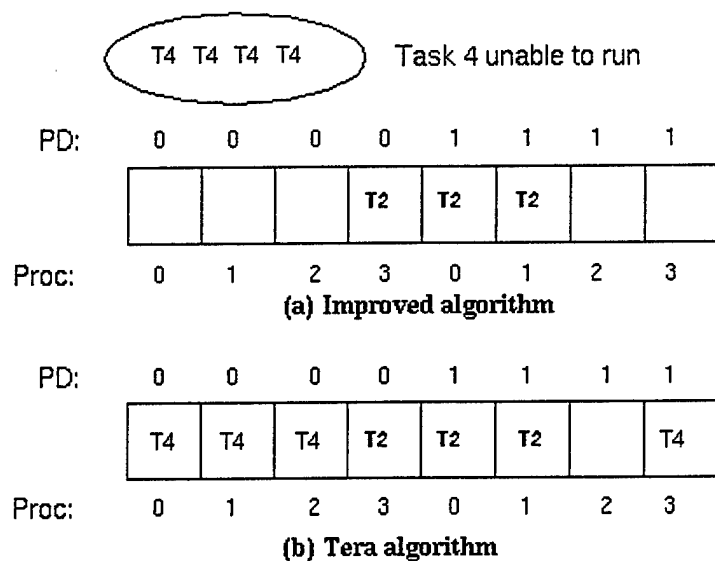 T4 T4 T4 T4 Task 4 unable to run
PD: 0 0 0 0 1 1 1 1
T2 T2 T2
Proc: 0 1 2 3 0 1 2 3
(a) Improved algorithm
PD: 0 0 0 0 1 1 1 1
T4 T4 T4 T2 T2 T2 T4
Proc: 0 1 2 3 0 1 2 3
(b) Tera algorithm